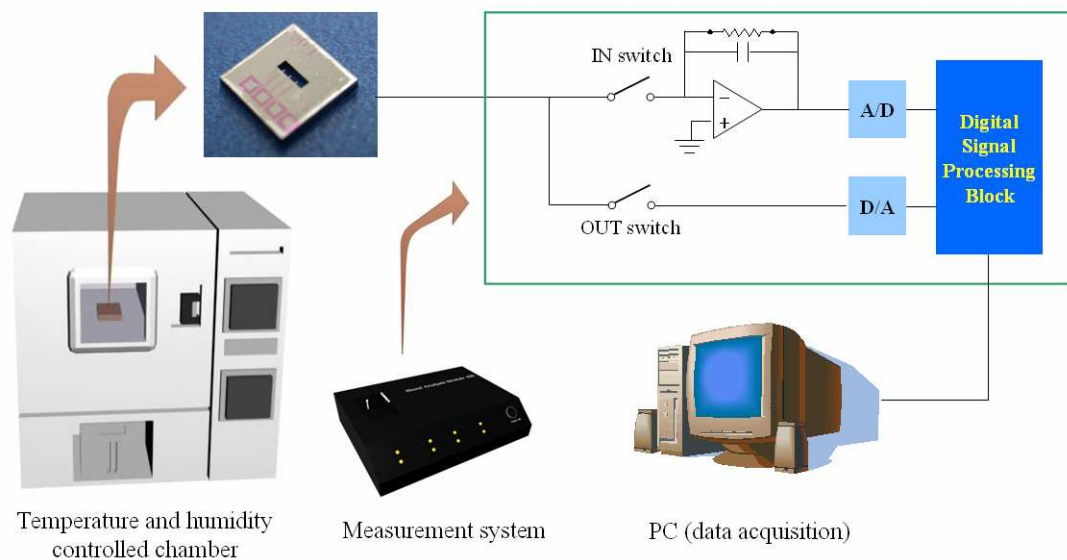 IN switch
−
+
A/D
Digital
Signal
Processing
Block
D/A
OUT switch
Temperature and humidity
controlled chamber
Measurement system
PC (data acquisition)